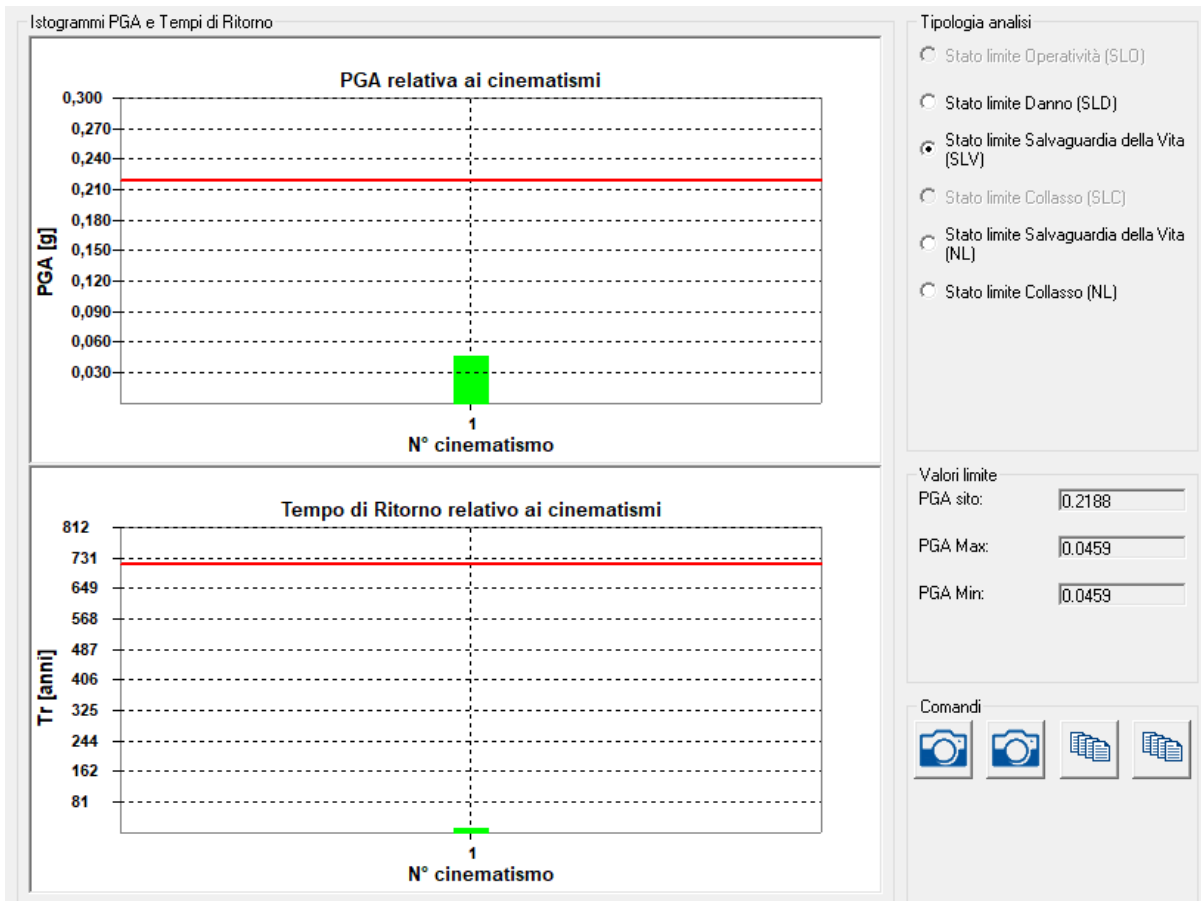 Istogrammi PGA e Tempi di Ritorno
PGA relativa ai cinematismi
0,300
0,270
0,240
0,210
0,180
0,150
0,120
0,090
0,060
0,030
PGA [g]
1
N° cinematismo
Tempo di Ritorno relativo ai cinematismi
812
731
649
568
487
406
325
244
162
81
Tr [anni]
1
N° cinematismo
Tipologia analisi
Stato limite Operatività (SLO)
Stato limite Danno (SLD)
Stato limite Salvaguardia della Vita
(SLV)
Stato limite Collasso (SLC)
Stato limite Salvaguardia della Vita
(NL)
Stato limite Collasso (NL)
Valori limite
PGA sito: 0.2188
PGA Max: 0.0459
PGA Min: 0.0459
Comandi